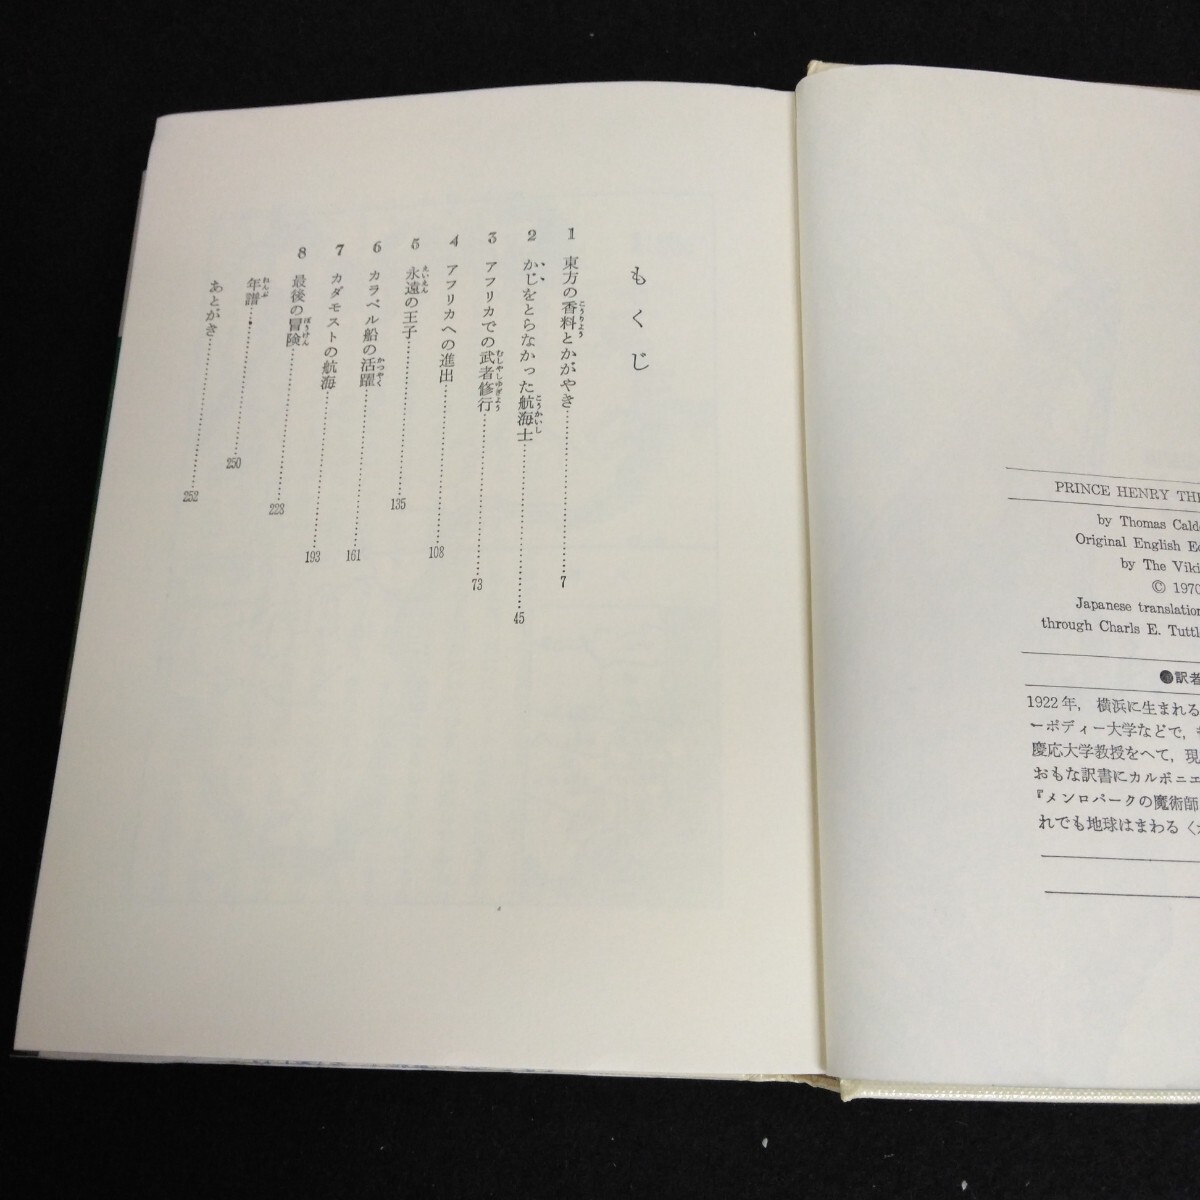 もくじ
1 東方の香料とかがやき……7
2 かじをとらなかった航海士……45
3 アフリカでの武者修行……73
4 アフリカへの進出……108
5 永遠の王子……135
6 カラベル船の活躍……161
7 カダモストの航海……193
8 最後の冒険……223
年譜……250
あとがき……252
PRINCE HENRY THE
by Thomas Cald
Original English Ed
by The Viki
© 1970
Japanese translation
through Charls E. Tuttl
●訳者
1922年, 横浜に生まれる
ーボディー大学などで,
慶応大学教授をへて, 現
おもな訳書にカルボニエ
『メンロパークの魔術師
れでも地球はまわる〈